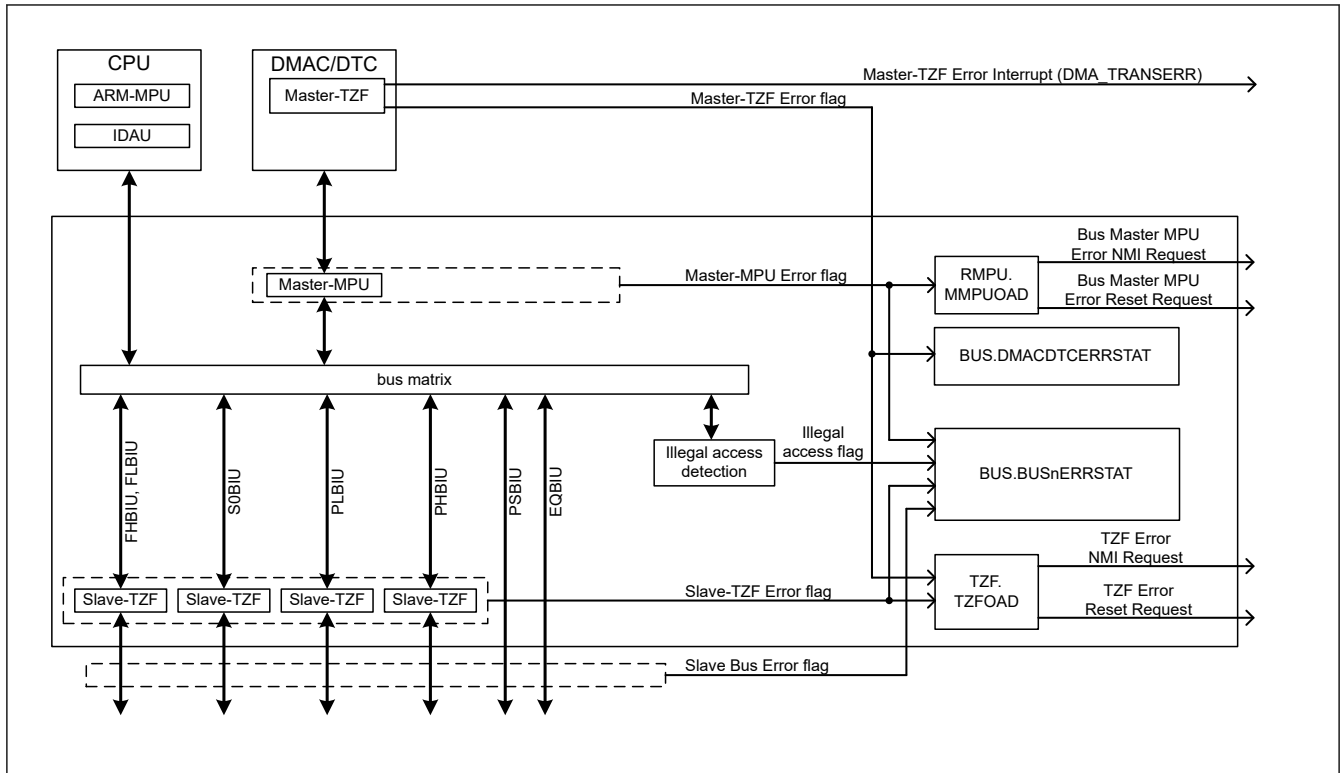 CPU
ARM-MPU
IDAU
DMAC/DTC
Master-TZF
Master-TZF Error Interrupt (DMA_TRANSERR)
Master-TZF Error flag
Master-MPU
Master-MPU Error flag
RMPU.
MMPUOAD
Bus Master MPU
Error NMI Request
Bus Master MPU
Error Reset Request
BUS.DMACDTCERRSTAT
bus matrix
FHBIU, FLBIU
S0BIU
PLBIU
PHBIU
PSBIU
EQBIU
Illegal access
detection
Illegal
access flag
BUS.BUSnERRSTAT
Slave-TZF
Slave-TZF
Slave-TZF
Slave-TZF
Slave-TZF Error flag
TZF.
TZFOAD
TZF Error
NMI Request
TZF Error
Reset Request
Slave Bus Error flag